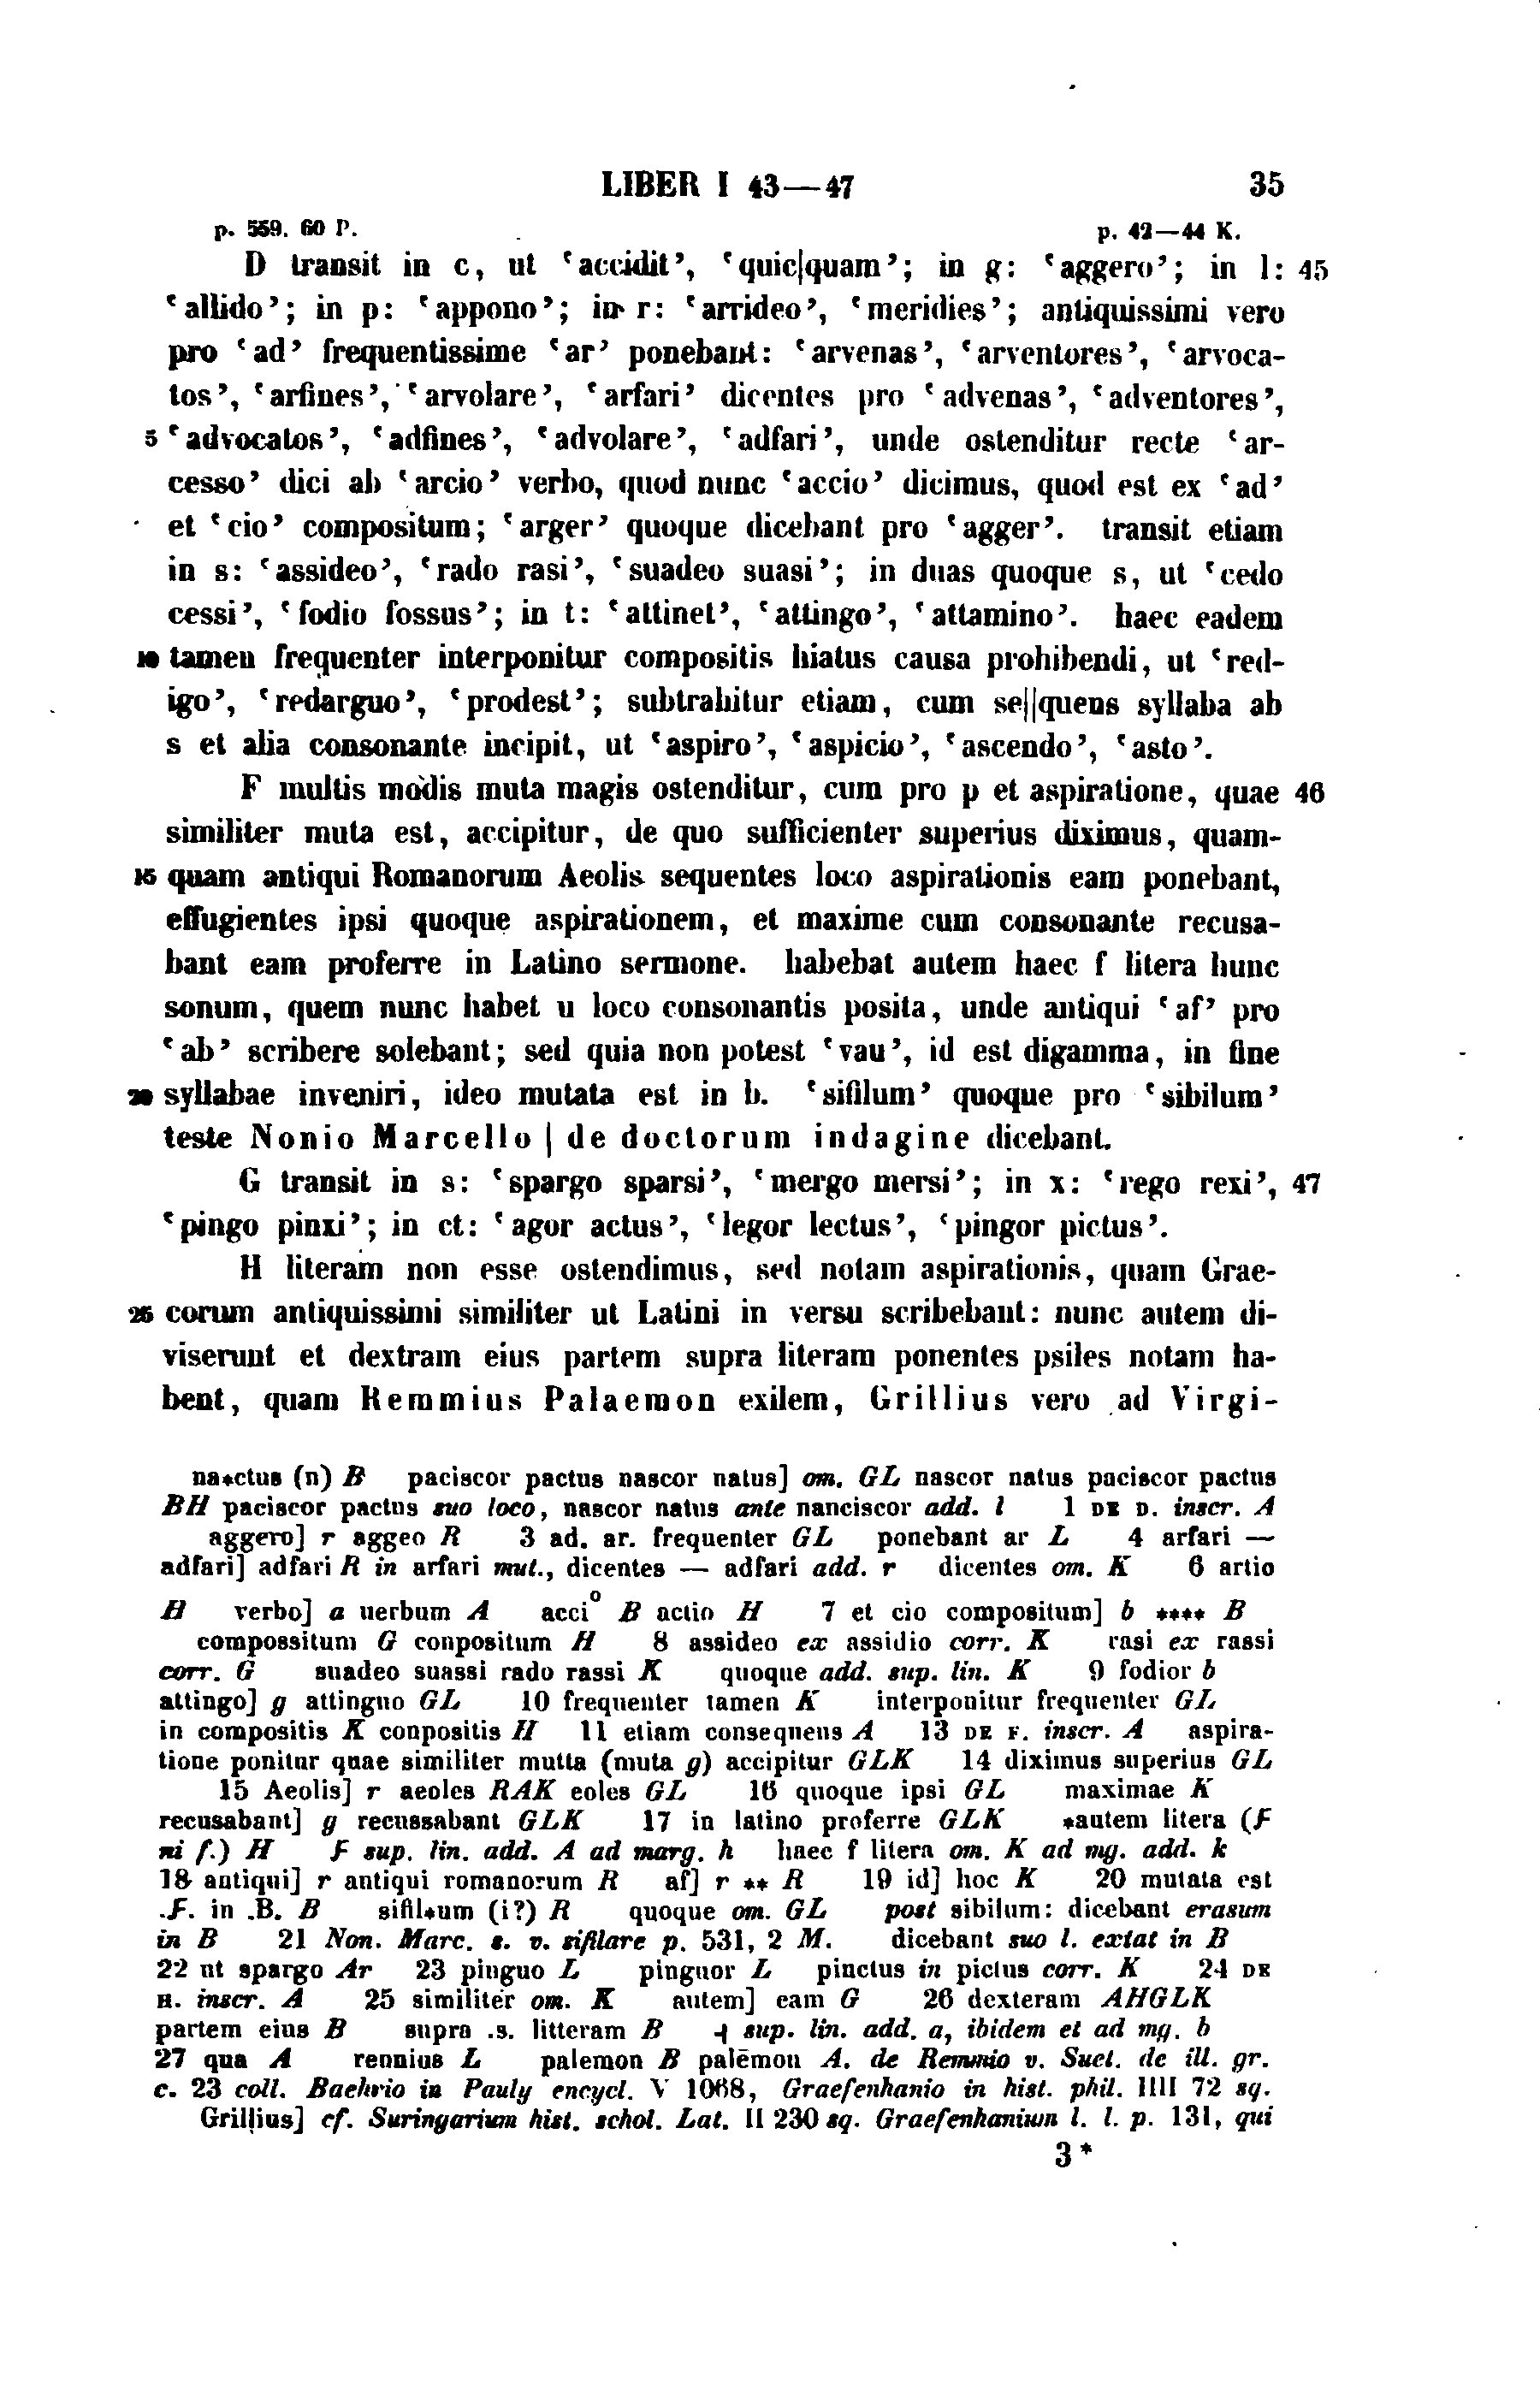 LIBER I 43—47 35
p. 559. 60 P. p. 42—44 K.
D transit in c, ut ‘accidit’, ‘quic|quam’; in g: ‘aggero’; in l: 45
‘allido’; in p: ‘appono’; in r: ‘arrideo’, ‘meridies’; antiquissimi vero
pro ‘ad’ frequentissime ‘ar’ ponebant: ‘arvenas’, ‘arventores’, ‘arvoca-
tos’, ‘arfines’, ‘arvolare’, ‘arfari’ dicentes pro ‘advenas’, ‘adventores’,
5 ‘advocatos’, ‘adfines’, ‘advolare’, ‘adfari’, unde ostenditur recte ‘ar-
cesso’ dici ab ‘arcio’ verbo, quod nunc ‘accio’ dicimus, quod est ex ‘ad’
et ‘cio’ compositum; ‘arger’ quoque dicebant pro ‘agger’. transit etiam
in s: ‘assideo’, ‘rado rasi’, ‘suadeo suasi’; in duas quoque s, ut ‘cedo
cessi’, ‘fodio fossus’; in t: ‘attinet’, ‘attingo’, ‘attamino’. haec eadem
10 tamen frequenter interponitur compositis hiatus causa prohibendi, ut ‘red-
igo’, ‘redarguo’, ‘prodest’; subtrahitur etiam, cum se||quens syllaba ab
s et alia consonante incipit, ut ‘aspiro’, ‘aspicio’, ‘ascendo’, ‘asto’.
F multis modis muta magis ostenditur, cum pro p et aspiratione, quae 46
similiter muta est, accipitur, de quo sufficienter superius diximus, quam-
15 quam antiqui Romanorum Aeolis sequentes loco aspirationis eam ponebant,
effugientes ipsi quoque aspirationem, et maxime cum consonante recusa-
bant eam proferre in Latino sermone. habebat autem haec f litera hunc
sonum, quem nunc habet u loco consonantis posita, unde antiqui ‘af’ pro
‘ab’ scribere solebant; sed quia non potest ‘vau’, id est digamma, in fine
20 syllabae inveniri, ideo mutata est in b. ‘sifilum’ quoque pro ‘sibilum’
teste Nonio Marcello | de doctorum indagine dicebant.
G transit in s: ‘spargo sparsi’, ‘mergo mersi’; in x: ‘rego rexi’, 47
‘pingo pinxi’; in ct: ‘agor actus’, ‘legor lectus’, ‘pingor pictus’.
H literam non esse ostendimus, sed notam aspirationis, quam Grae-
25 corum antiquissimi similiter ut Latini in versu scribebant: nunc autem di-
viserunt et dextram eius partem supra literam ponentes psiles notam ha-
bent, quam Remmius Palaemon exilem, Grillius vero ad Virgi-
na*ctus (n) B paciscor pactus nascor natus] om. GL nascor natus paciscor pactus
BH paciscor pactus suo loco, nascor natus ante nanciscor add. l 1 DE D. inscr. A
aggero] r aggeo R 3 ad. ar. frequenter GL ponebant ar L 4 arfari —
adfari] adfari R in arfari mut., dicentes — adfari add. r dicentes om. K 6 artio
H verbo] a uerbum A accio B actio H 7 et cio compositum] b **** B
compossitum G conpositum H 8 assideo ex assidio corr. K rasi ex rassi
corr. G suadeo suassi rado rassi K quoque add. sup. lin. K 9 fodior b
attingo] g attinguo GL 10 frequenter tamen K interponitur frequenter GL
in compositis K conpositis H 11 etiam consequens A 13 DE F. inscr. A aspira-
tione ponitur quae similiter mutta (muta g) accipitur GLK 14 diximus superius GL
15 Aeolis] r aeoles RAK eoles GL 16 quoque ipsi GL maximae K
recusabant] g recussabant GLK 17 in latino proferre GLK *autem litera (F
ni f.) H F sup. lin. add. A ad marg. h haec f litera om. K ad mg. add. k
18 antiqui] r antiqui romanorum R af] r ** R 19 id] hoc K 20 mutata est
.F. in .B. B sifil*um (i?) R quoque om. GL post sibilum: dicebant erasum
in B 21 Non. Marc. s. v. sifilare p. 531, 2 M. dicebant suo l. extat in B
22 ut spargo Ar 23 pinguo L pinguor L pinctus in pictus corr. K 24 DE
H. inscr. A 25 similiter om. K autem] eam G 26 dexteram AHGLK
partem eius B supra .s. litteram B ⊣ sup. lin. add. a, ibidem et ad mg. b
27 qua A rennius L palemon B palēmon A. de Remmio v. Suet. de ill. gr.
c. 23 coll. Baehrio in Pauly encycl. V 1068, Graefenhanio in hist. phil. IIII 72 sq.
Grillius] cf. Suringarium hist. schol. Lat. II 230 sq. Graefenhanium l. l. p. 131, qui
3*